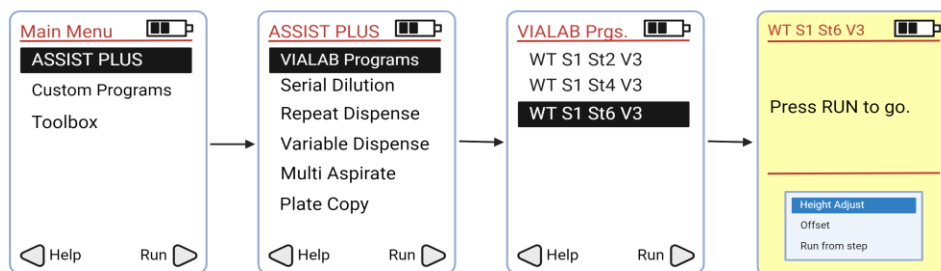 Main Menu
ASSIST PLUS
Custom Programs
Toolbox
Help
Run
ASSIST PLUS
VIALAB Programs
Serial Dilution
Repeat Dispense
Variable Dispense
Multi Aspirate
Plate Copy
Help
Run
VIALAB Prgs.
WT S1 St2 V3
WT S1 St4 V3
WT S1 St6 V3
Help
Run
WT S1 St6 V3
Press RUN to go.
Height Adjust
Offset
Run from step